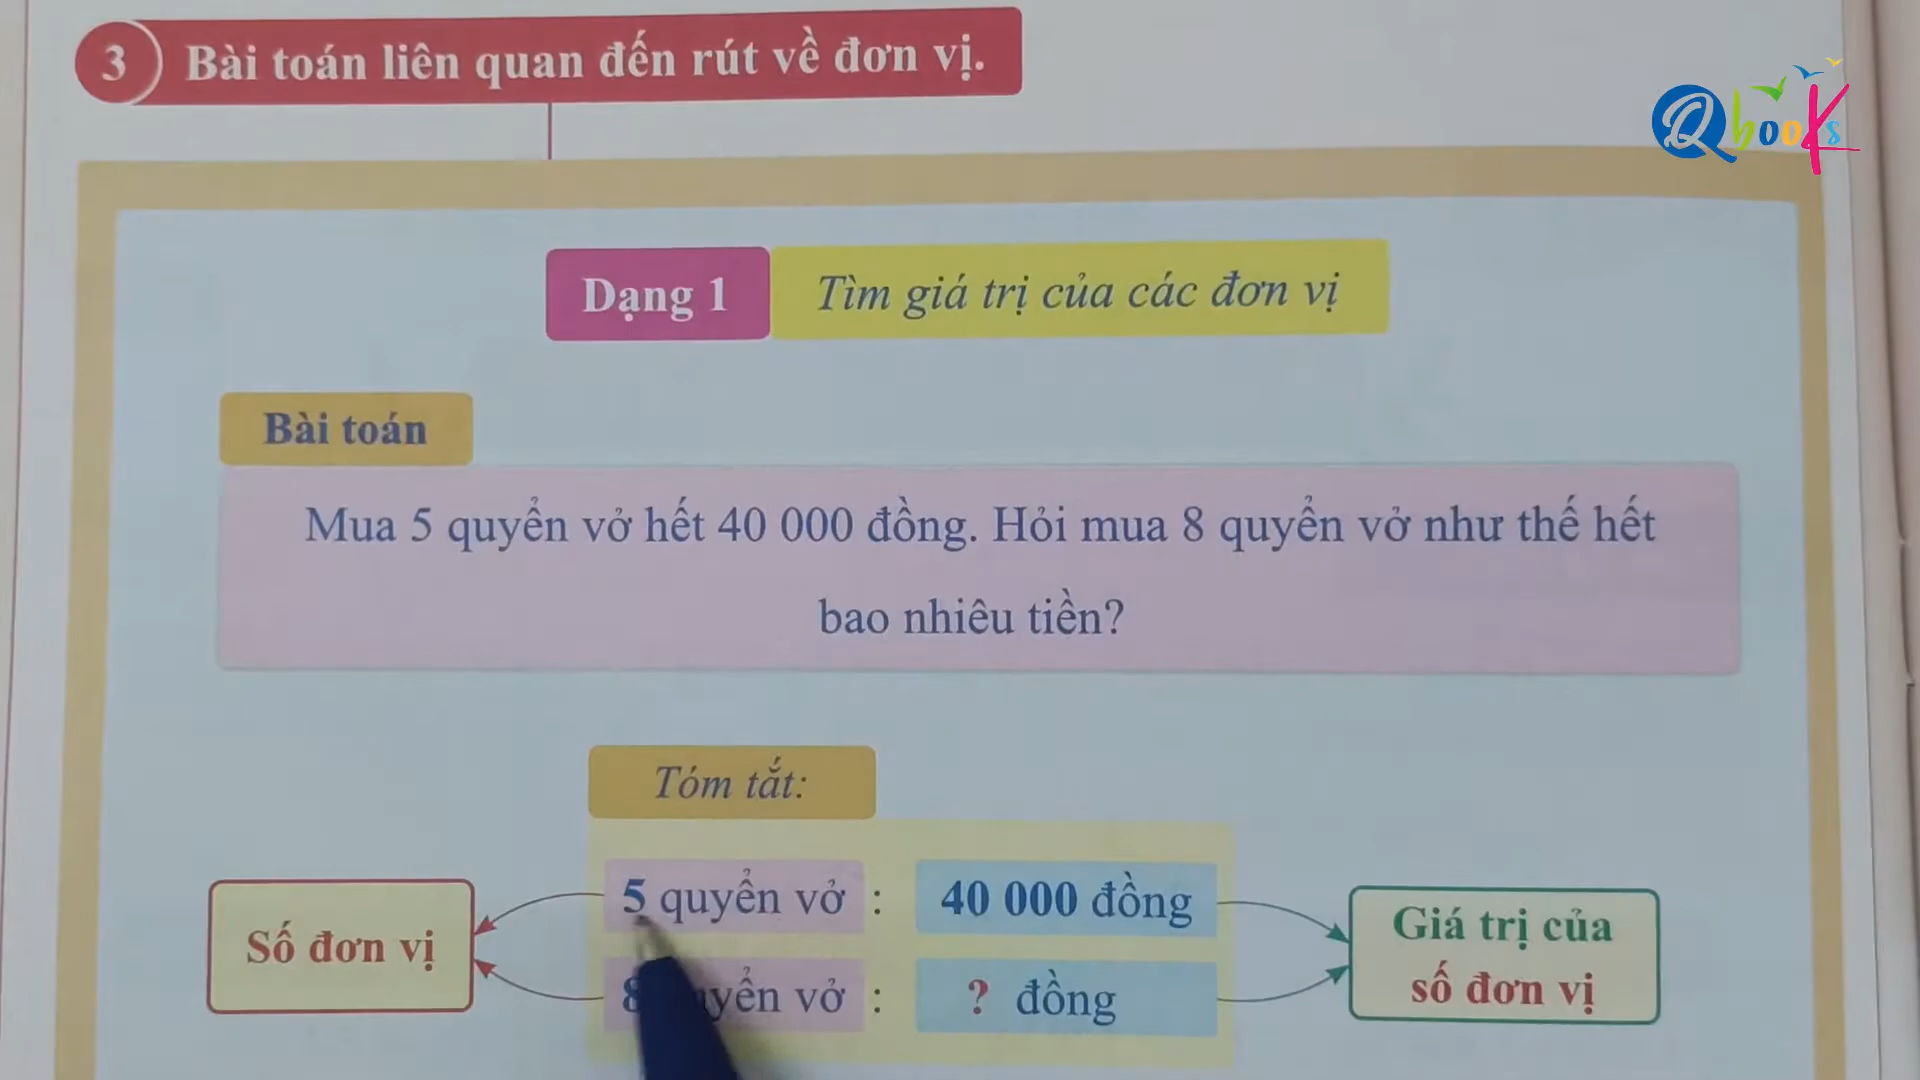 3 Bài toán liên quan đến rút về đơn vị.
Qbooks
Dạng 1 Tìm giá trị của các đơn vị
Bài toán
Mua 5 quyển vở hết 40 000 đồng. Hỏi mua 8 quyển vở như thế hết
bao nhiêu tiền?
Tóm tắt:
Số đơn vị
5 quyển vở : 40 000 đồng
8 vở : ? đồng
Giá trị của
số đơn vị